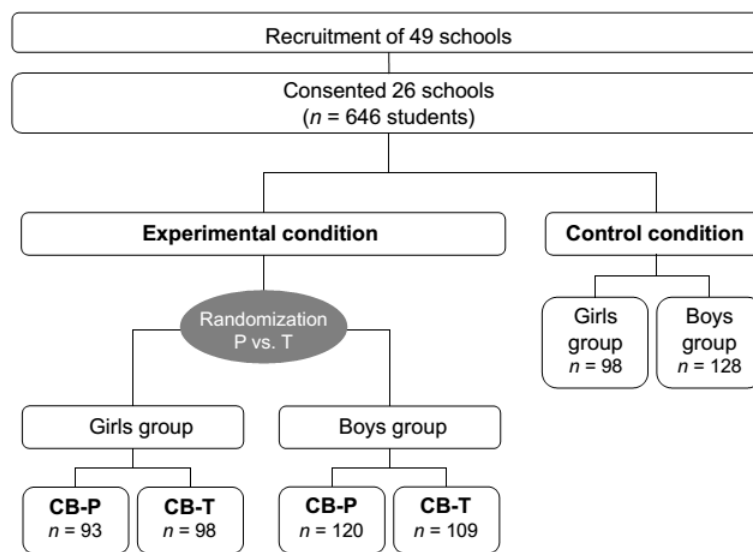 Recruitment of 49 schools
Consented 26 schools
(n = 646 students)
Experimental condition
Control condition
Randomization
P vs. T
Girls
group
n = 98
Boys
group
n = 128
Girls group
Boys group
CB-P
n = 93
CB-T
n = 98
CB-P
n = 120
CB-T
n = 109